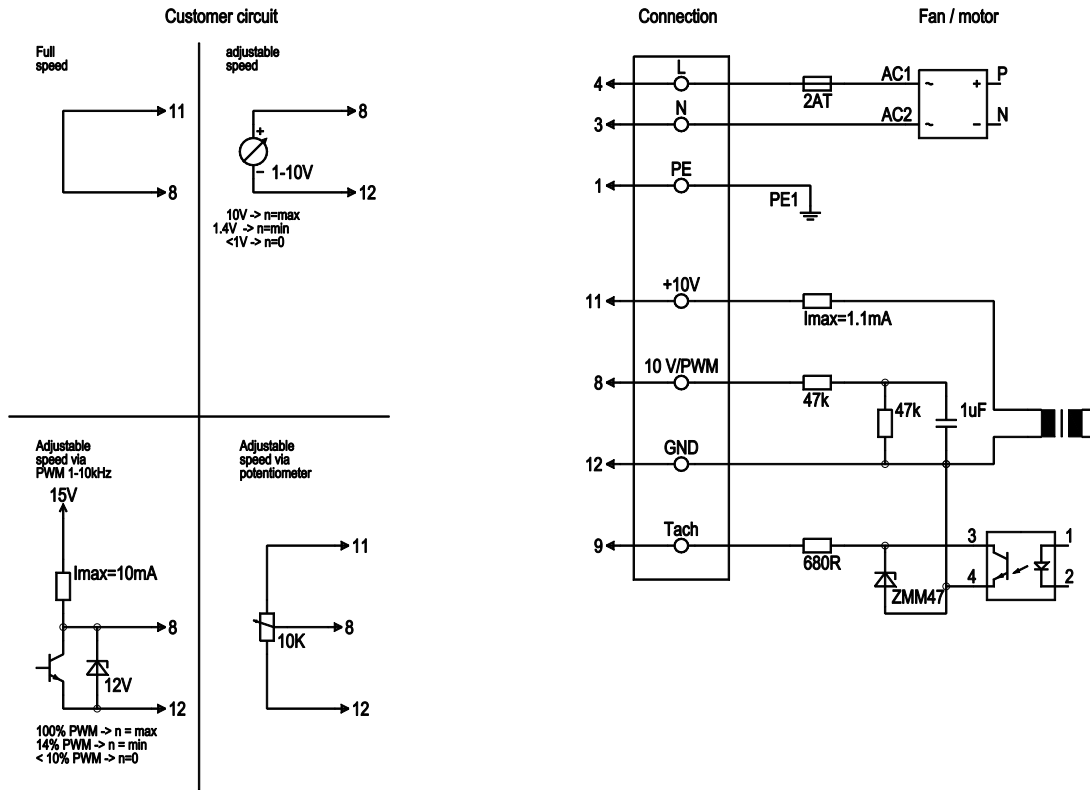 Customer circuit
Full
speed
11
8
adjustable
speed
8
+
−
1-10V
12
10V -> n=max
1.4V -> n=min
<1V -> n=0
Adjustable
speed via
PWM 1-10kHz
15V
Imax=10mA
8
12V
12
100% PWM -> n = max
14% PWM -> n = min
< 10% PWM -> n=0
Adjustable
speed via
potentiometer
11
8
10K
12
Connection
Fan / motor
4
L
2AT
AC1
~
+
P
3
N
AC2
~
−
N
1
PE
PE1
11
+10V
Imax=1.1mA
8
10 V/PWM
47k
47k
1uF
12
GND
9
Tach
680R
3
1
4
2
ZMM47